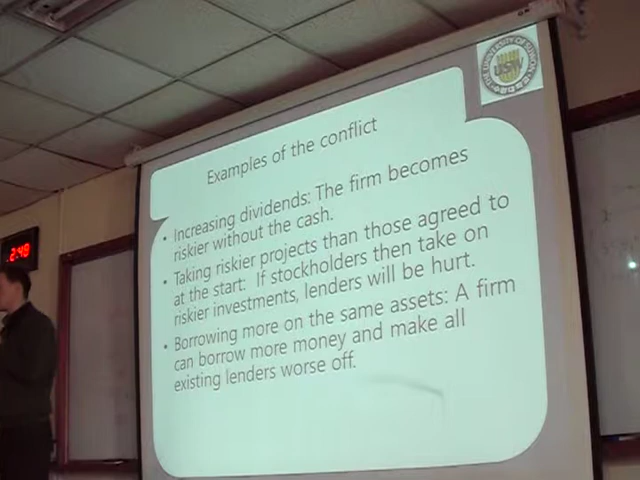 Examples of the conflict
• Increasing dividends: The firm becomes
riskier without the cash.
• Taking riskier projects than those agreed to
at the start: If stockholders then take on
riskier investments, lenders will be hurt.
• Borrowing more on the same assets: A firm
can borrow more money and make all
existing lenders worse off.
2:48